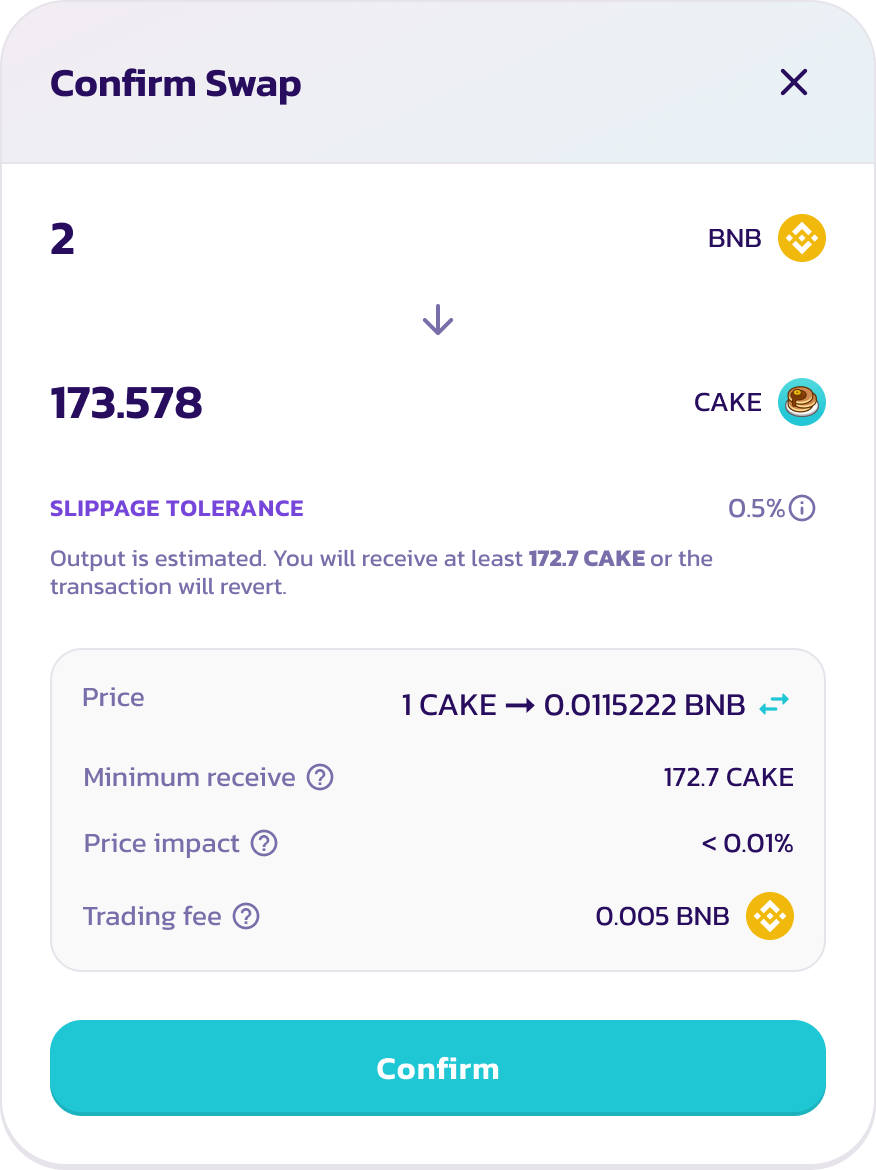 Confirm Swap
2
BNB
173.578
CAKE
SLIPPAGE TOLERANCE
0.5%
Output is estimated. You will receive at least 172.7 CAKE or the
transaction will revert.
Price
1 CAKE → 0.0115222 BNB
Minimum receive
172.7 CAKE
Price impact
< 0.01%
Trading fee
0.005 BNB
Confirm